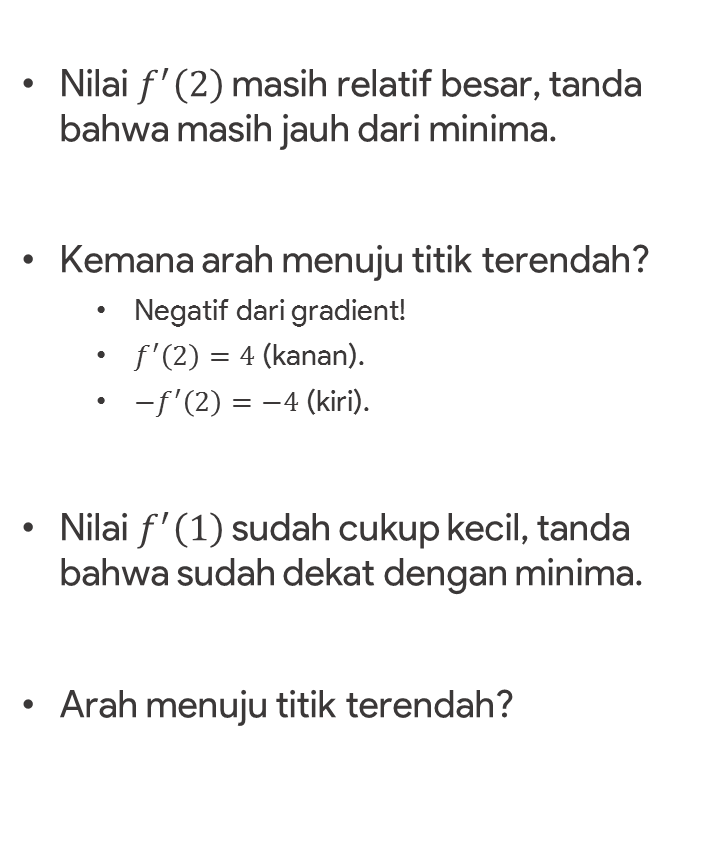 • Nilai f′(2) masih relatif besar, tanda
bahwa masih jauh dari minima.
• Kemana arah menuju titik terendah?
• Negatif dari gradient!
• f′(2) = 4 (kanan).
• −f′(2) = −4 (kiri).
• Nilai f′(1) sudah cukup kecil, tanda
bahwa sudah dekat dengan minima.
• Arah menuju titik terendah?